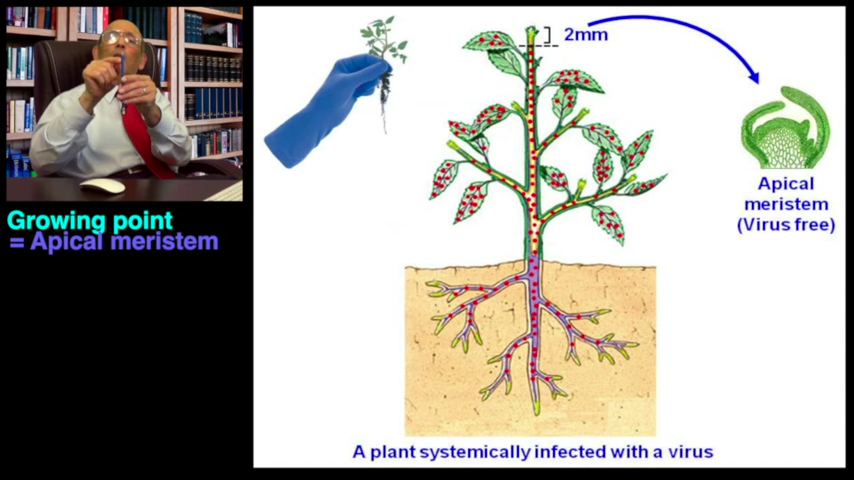 Growing point
= Apical meristem
2mm
Apical
meristem
(Virus free)
A plant systemically infected with a virus